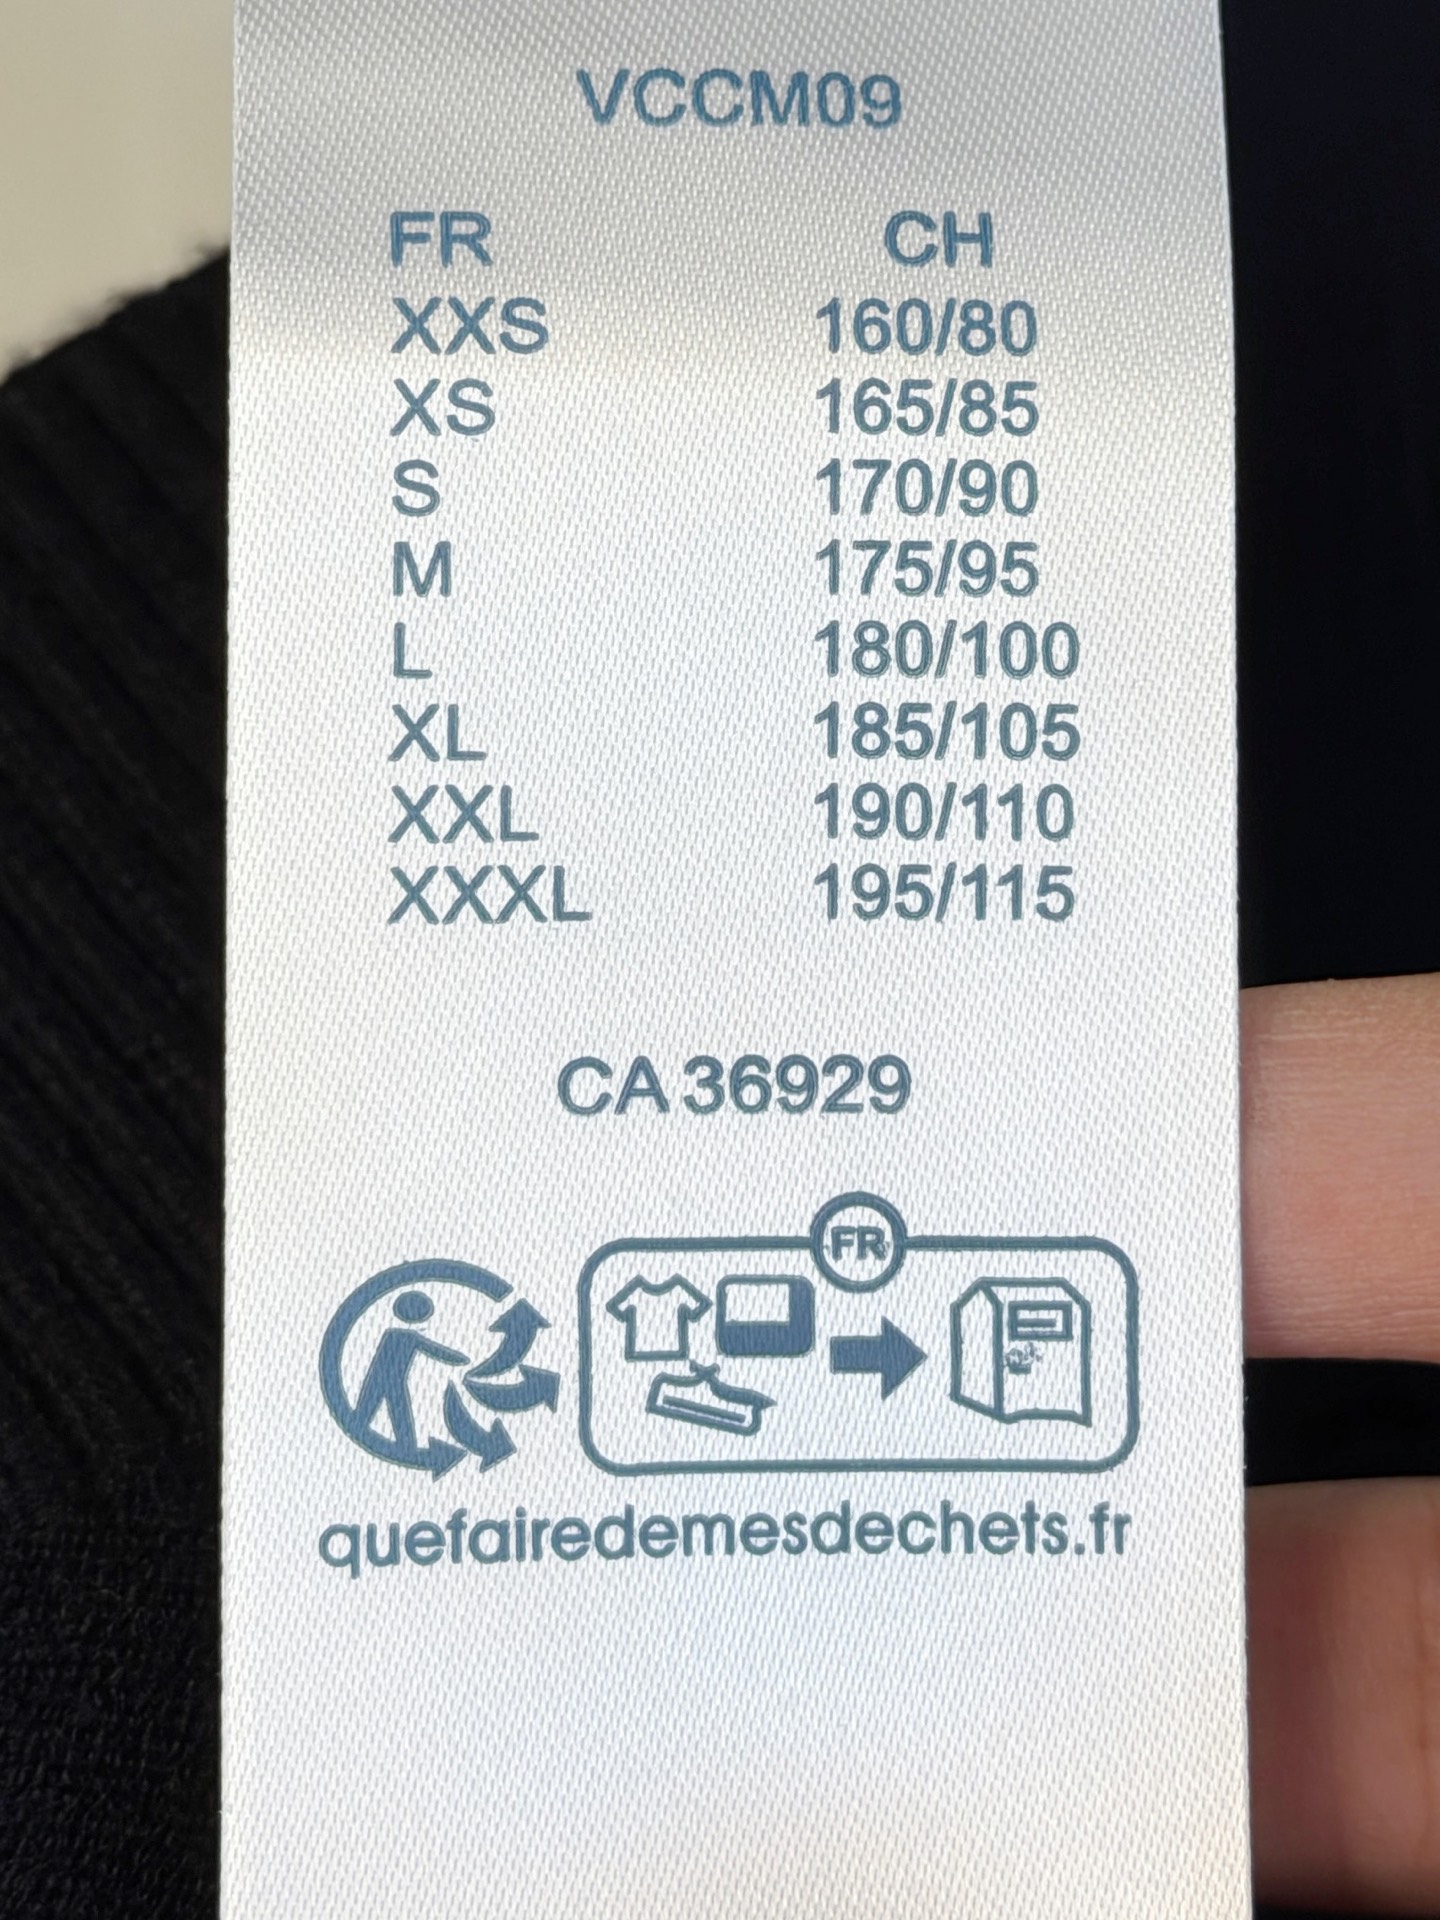 VCCM09
FR CH
XXS 160/80
XS 165/85
S 170/90
M 175/95
L 180/100
XL 185/105
XXL 190/110
XXXL 195/115
CA 36929
FR
quefairedemesdechets.fr